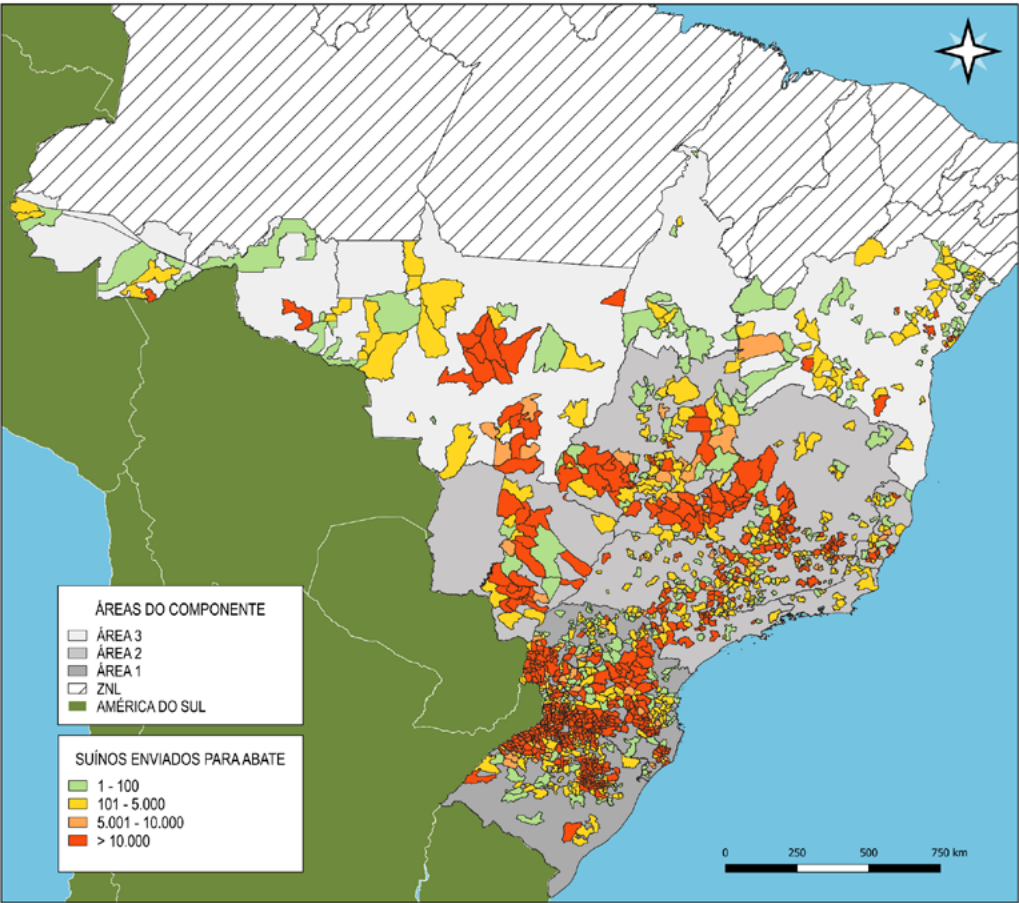 ÁREAS DO COMPONENTE
ÁREA 3
ÁREA 2
ÁREA 1
ZNL
AMÉRICA DO SUL
SUÍNOS ENVIADOS PARA ABATE
1 - 100
101 - 5.000
5.001 - 10.000
> 10.000
0 250 500 750 km